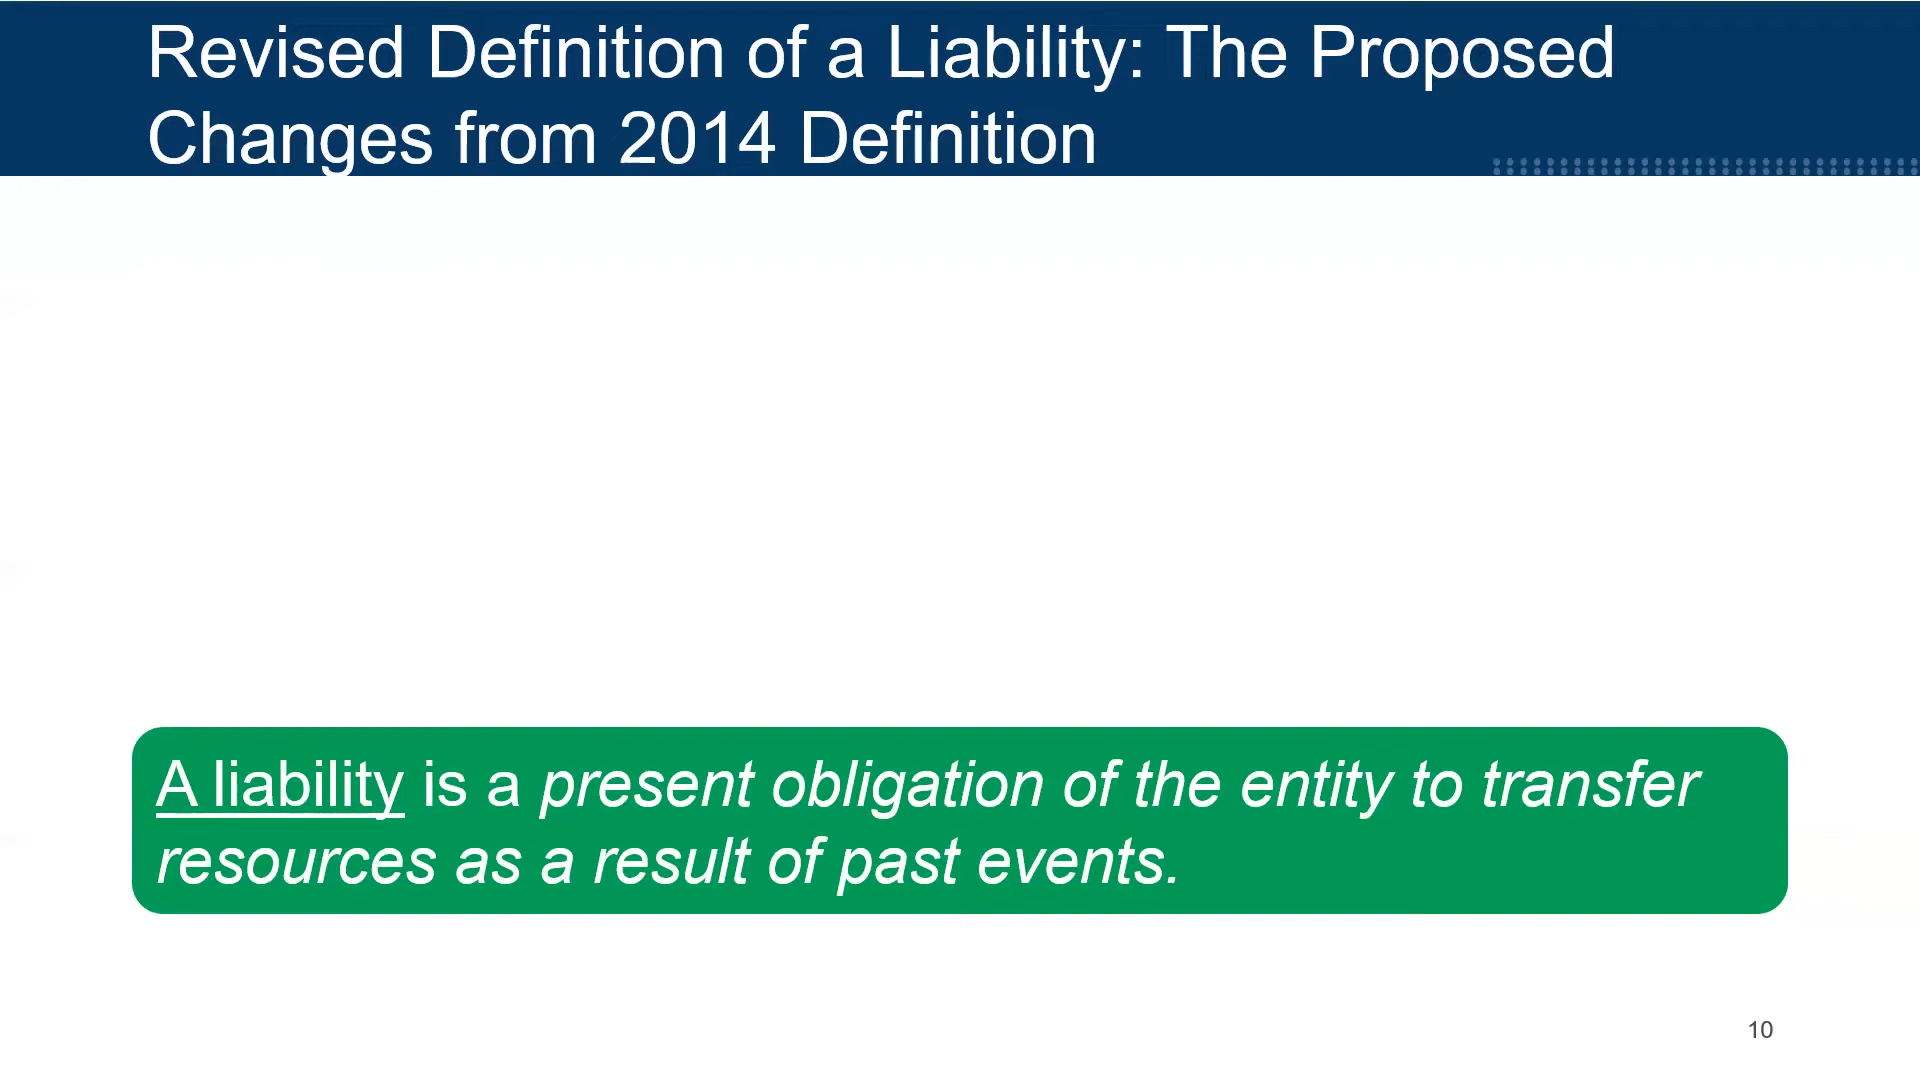 Revised Definition of a Liability: The Proposed
Changes from 2014 Definition
A liability is a present obligation of the entity to transfer
resources as a result of past events.
10